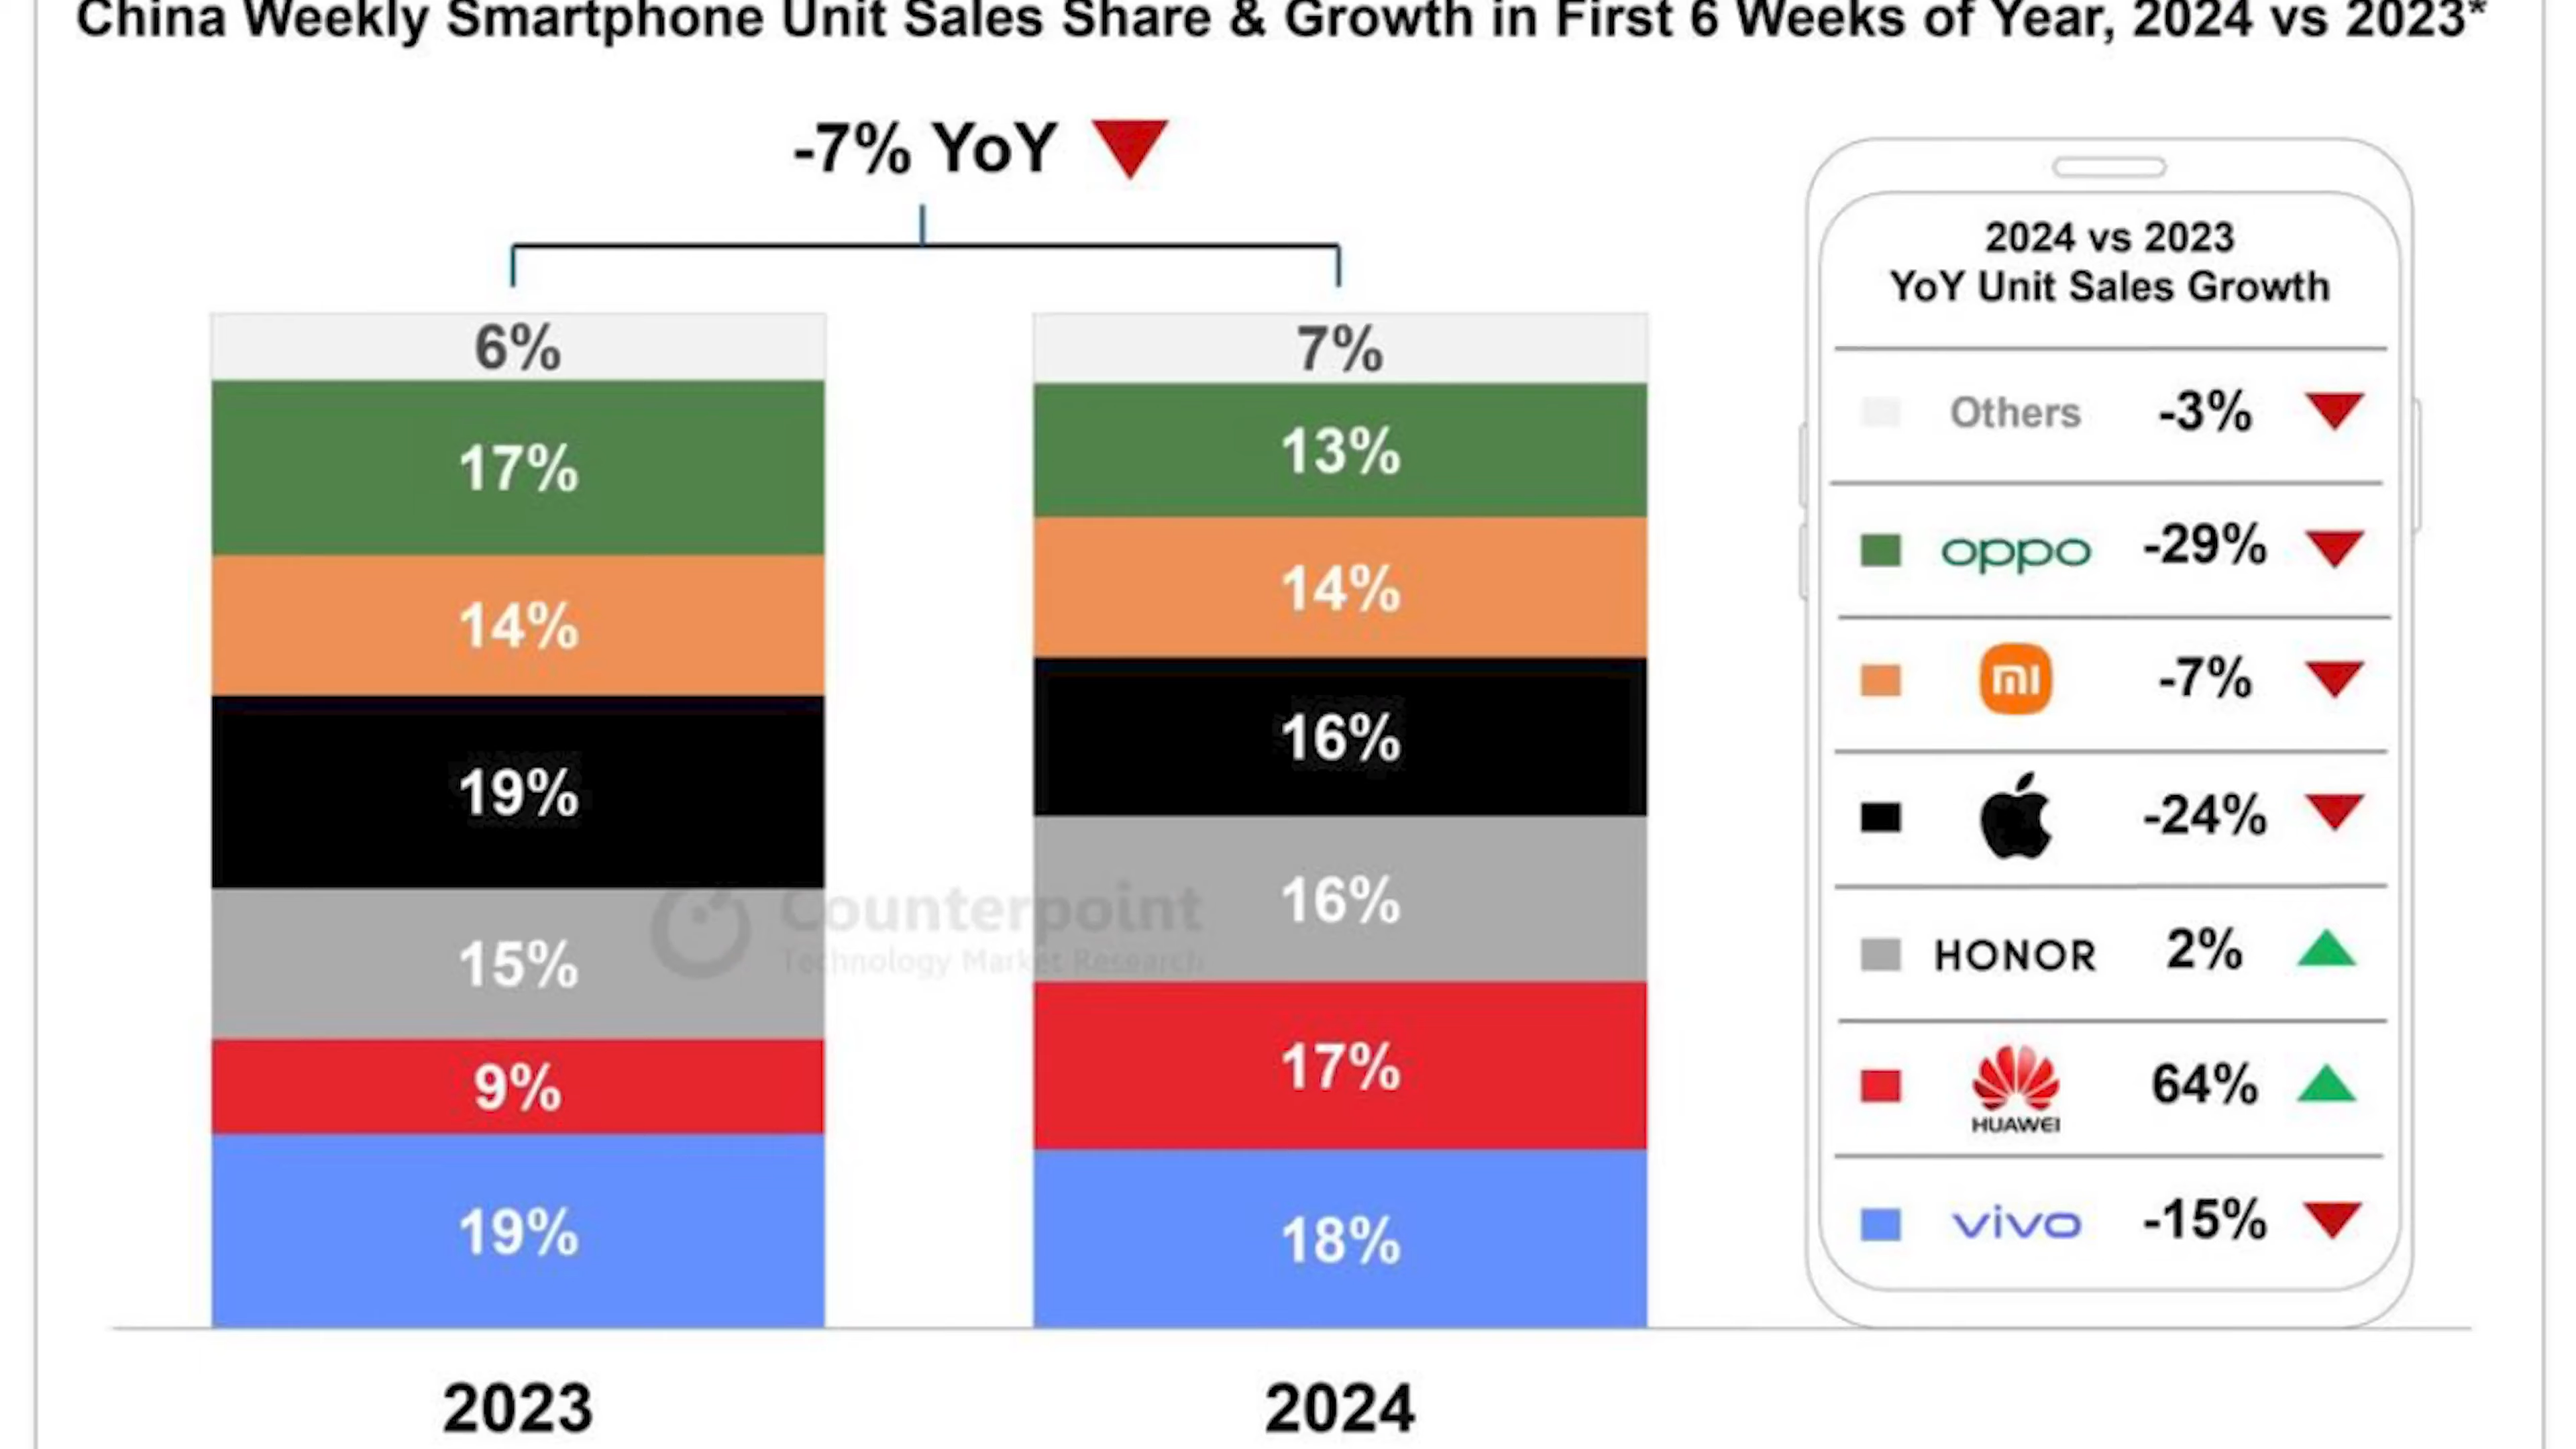 China Weekly Smartphone Unit Sales Share & Growth in First 6 Weeks of Year, 2024 vs 2023*
-7% YoY
6%
17%
14%
19%
15%
9%
19%
2023
7%
13%
14%
16%
16%
17%
18%
2024
Counterpoint
Technology Market Research
2024 vs 2023
YoY Unit Sales Growth
Others -3%
oppo -29%
mi -7%
-24%
HONOR 2%
HUAWEI 64%
vivo -15%